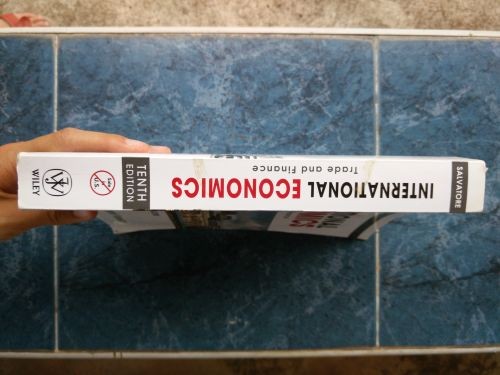 SALVATORE
INTERNATIONAL ECONOMICS
Trade and Finance
TENTH
EDITION
WILEY